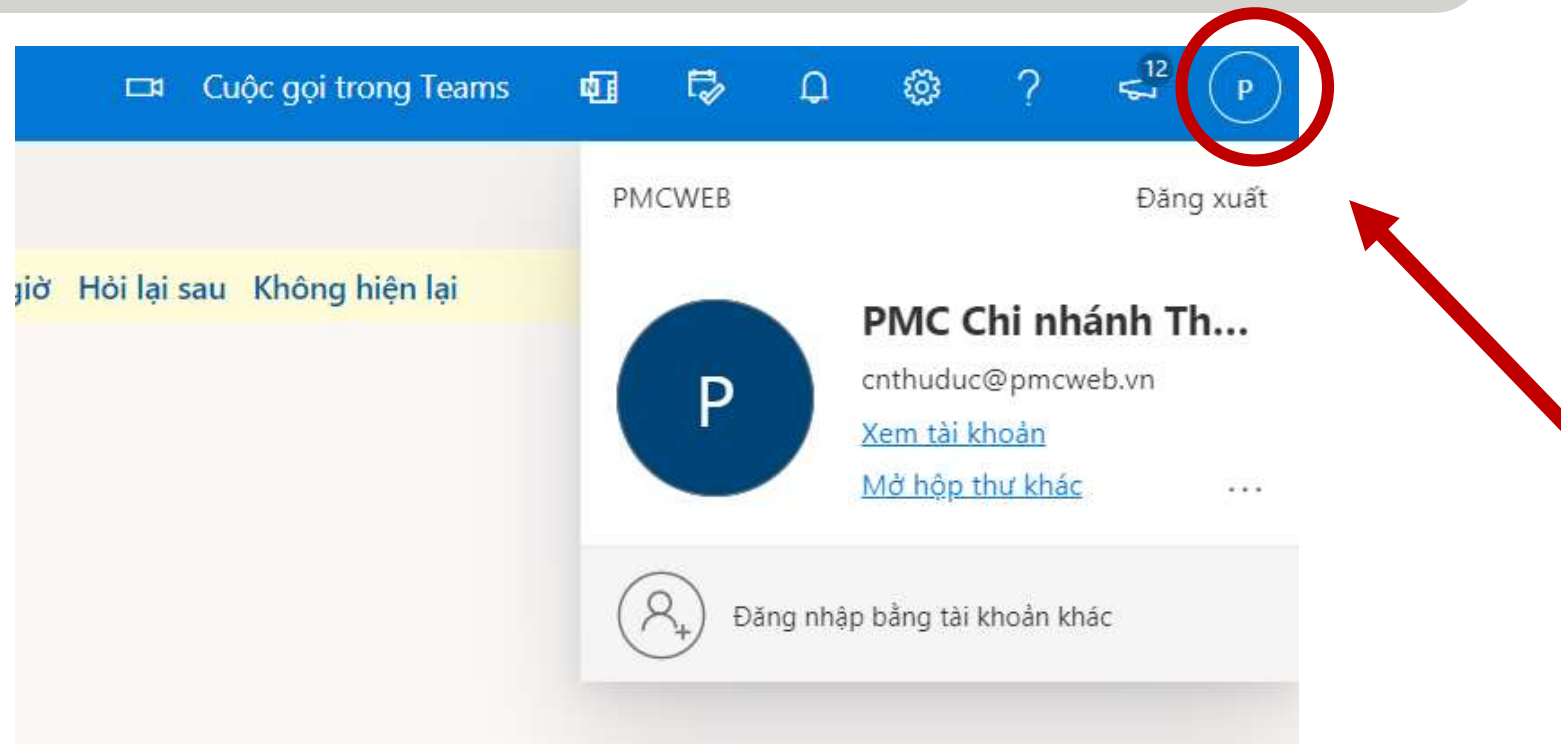 Cuộc gọi trong Teams
12
P
PMCWEB
Đăng xuất
giờ Hỏi lại sau Không hiện lại
P
PMC Chi nhánh Th...
cnthuduc@pmcweb.vn
Xem tài khoản
Mở hộp thư khác
...
Đăng nhập bằng tài khoản khác